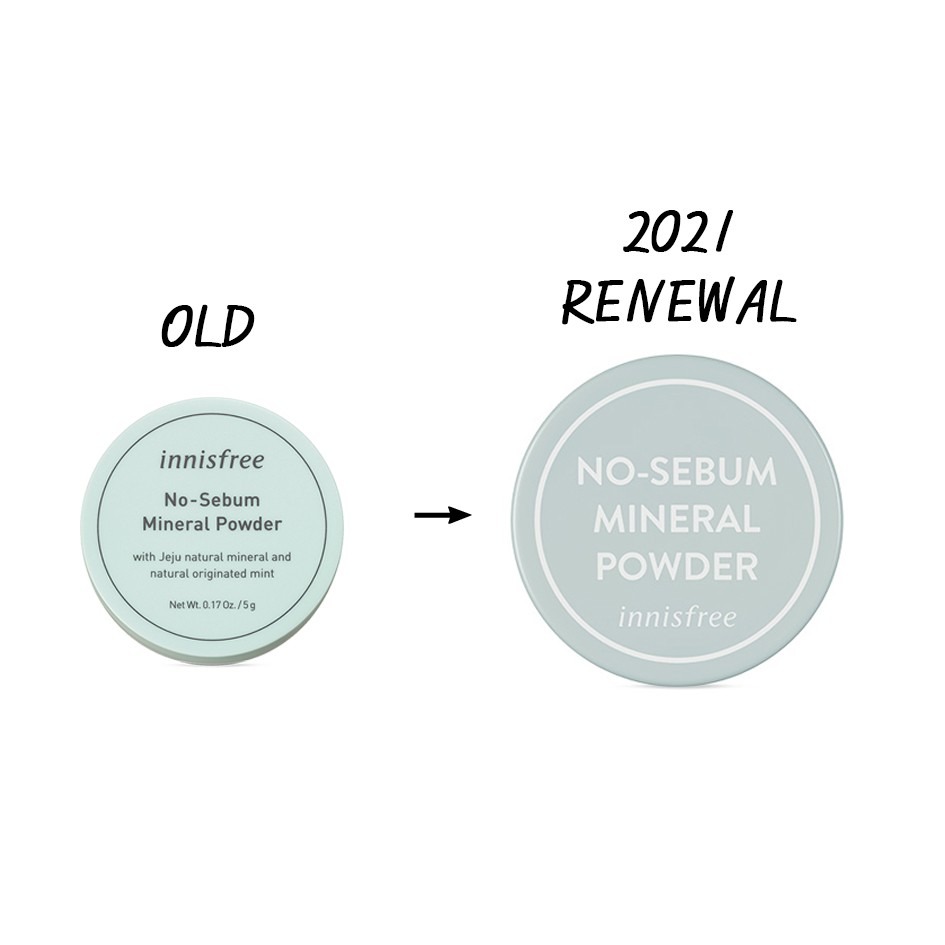 OLD
innisfree
No-Sebum
Mineral Powder
with Jeju natural mineral and
natural originated mint
Net Wt. 0.17 Oz. / 5 g
2021
RENEWAL
NO-SEBUM
MINERAL
POWDER
innisfree